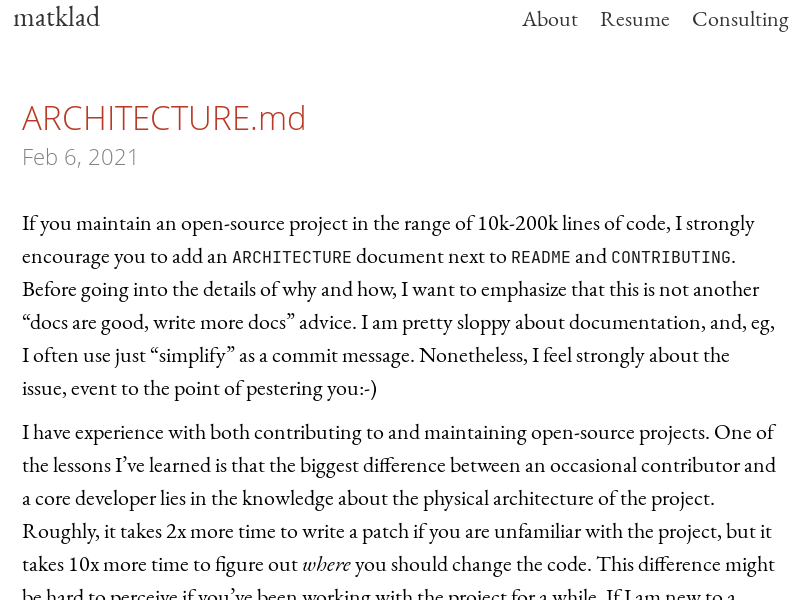 matklad
About Resume Consulting
ARCHITECTURE.md
Feb 6, 2021
If you maintain an open-source project in the range of 10k-200k lines of code, I strongly
encourage you to add an ARCHITECTURE document next to README and CONTRIBUTING.
Before going into the details of why and how, I want to emphasize that this is not another
“docs are good, write more docs” advice. I am pretty sloppy about documentation, and, eg,
I often use just “simplify” as a commit message. Nonetheless, I feel strongly about the
issue, event to the point of pestering you:-)
I have experience with both contributing to and maintaining open-source projects. One of
the lessons I’ve learned is that the biggest difference between an occasional contributor and
a core developer lies in the knowledge about the physical architecture of the project.
Roughly, it takes 2x more time to write a patch if you are unfamiliar with the project, but it
takes 10x more time to figure out where you should change the code. This difference might
be hard to perceive if you’ve been working with the project for a while. If I am new to a